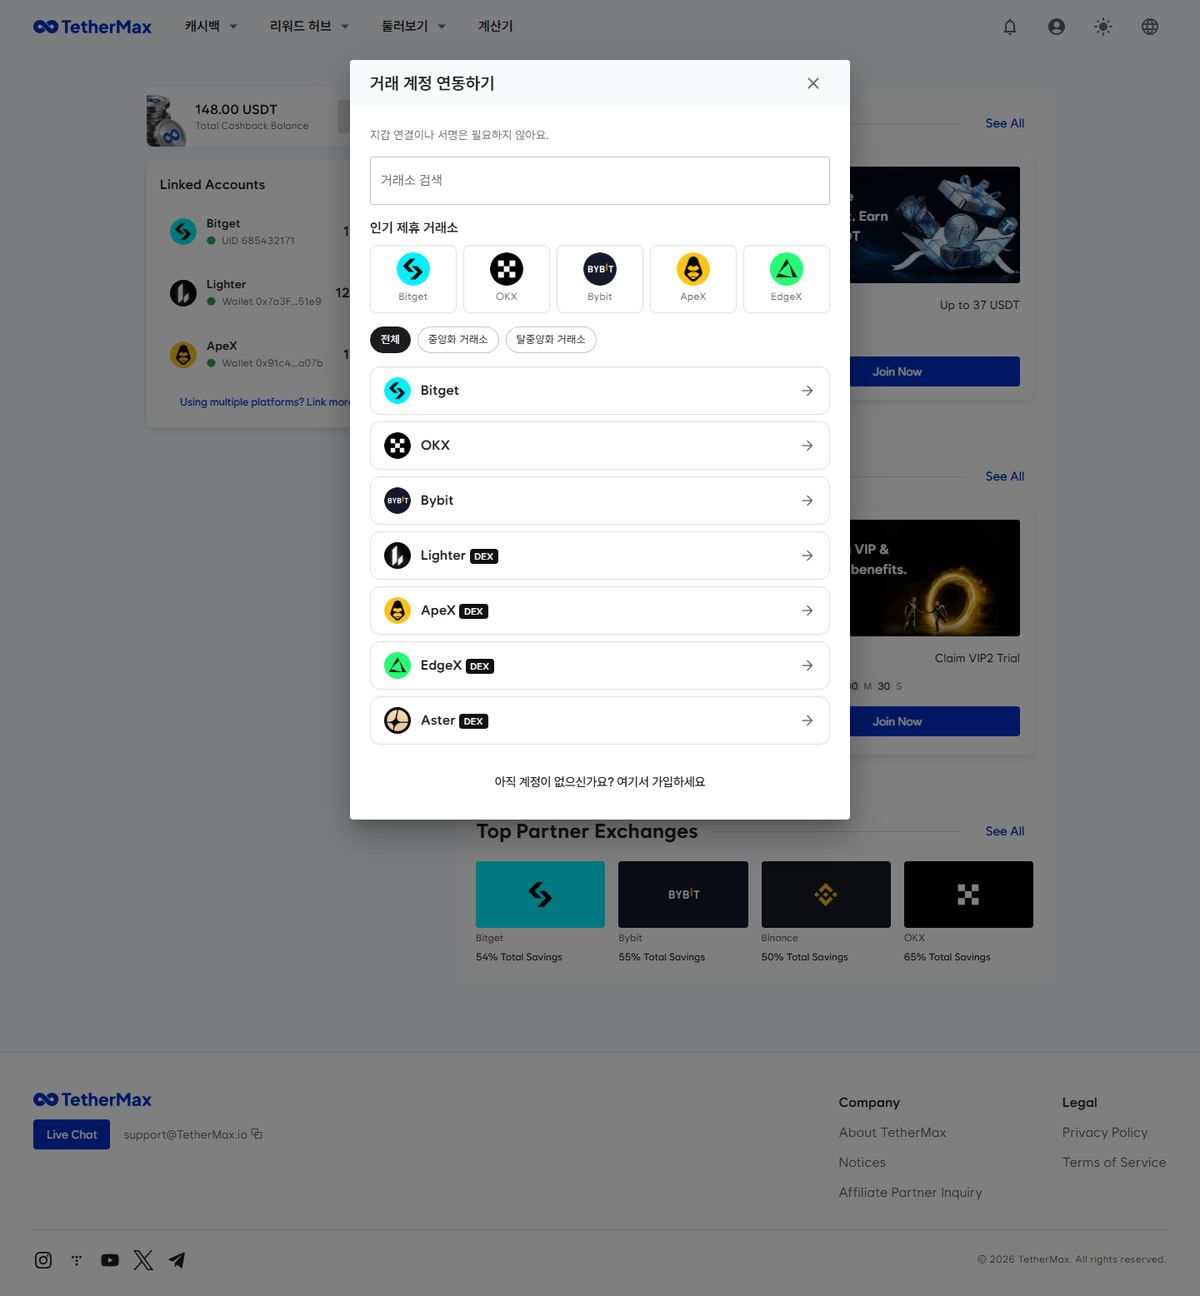 TetherMax
캐시백
리워드 허브
둘러보기
계산기
148.00 USDT
Total Cashback Balance
Linked Accounts
Bitget
UID 685432171
Lighter
Wallet 0x7a3F...51e9
12
ApeX
Wallet 0x91c4...a07b
Using multiple platforms? Link more
거래 계정 연동하기
지갑 연결이나 서명은 필요하지 않아요.
거래소 검색
인기 제휴 거래소
Bitget
OKX
BYBIT
Bybit
ApeX
EdgeX
전체
중앙화 거래소
탈중앙화 거래소
Bitget
OKX
BYBIT
Bybit
Lighter DEX
ApeX DEX
EdgeX DEX
Aster DEX
아직 계정이 없으신가요? 여기서 가입하세요
See All
. Earn
Up to 37 USDT
Join Now
See All
VIP &
benefits.
Claim VIP2 Trial
M 30 S
Join Now
Top Partner Exchanges
See All
BYBIT
Bitget
54% Total Savings
Bybit
55% Total Savings
Binance
50% Total Savings
OKX
65% Total Savings
TetherMax
Live Chat
support@TetherMax.io
Company
About TetherMax
Notices
Affiliate Partner Inquiry
Legal
Privacy Policy
Terms of Service
© 2026 TetherMax. All rights reserved.